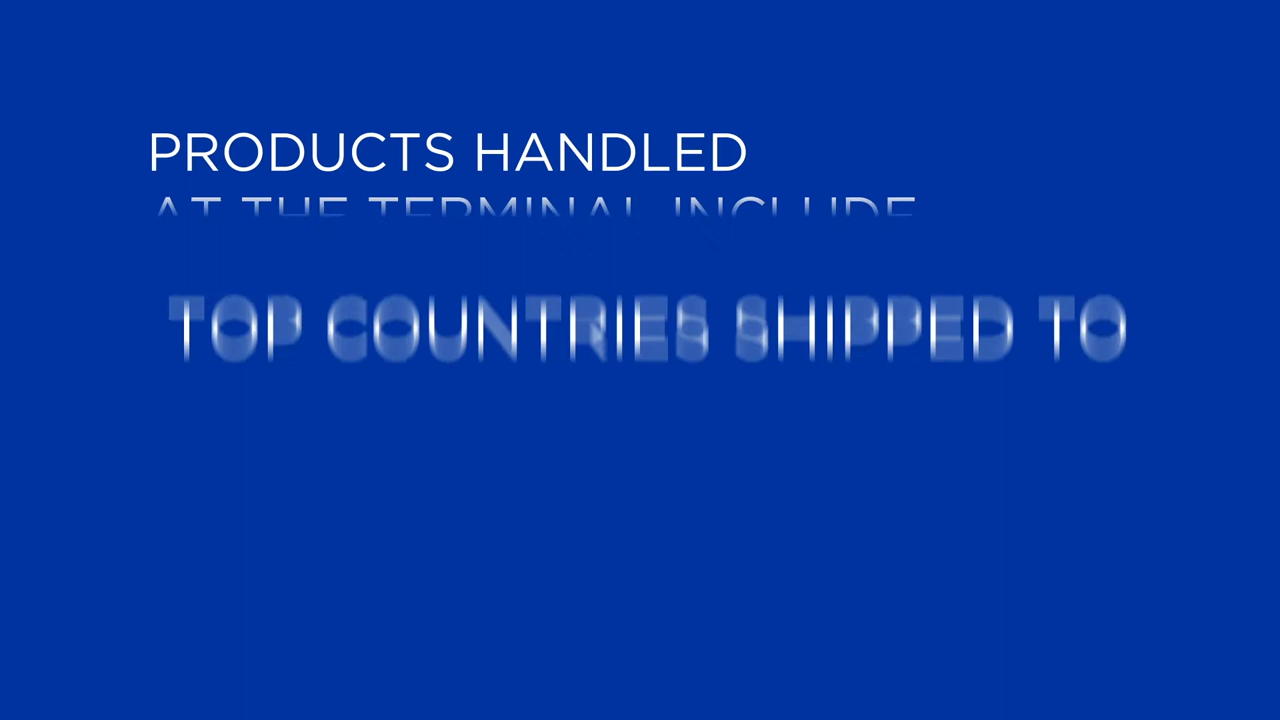 PRODUCTS HANDLED
AT THE TERMINAL INCLUDE
TOP COUNTRIES SHIPPED TO